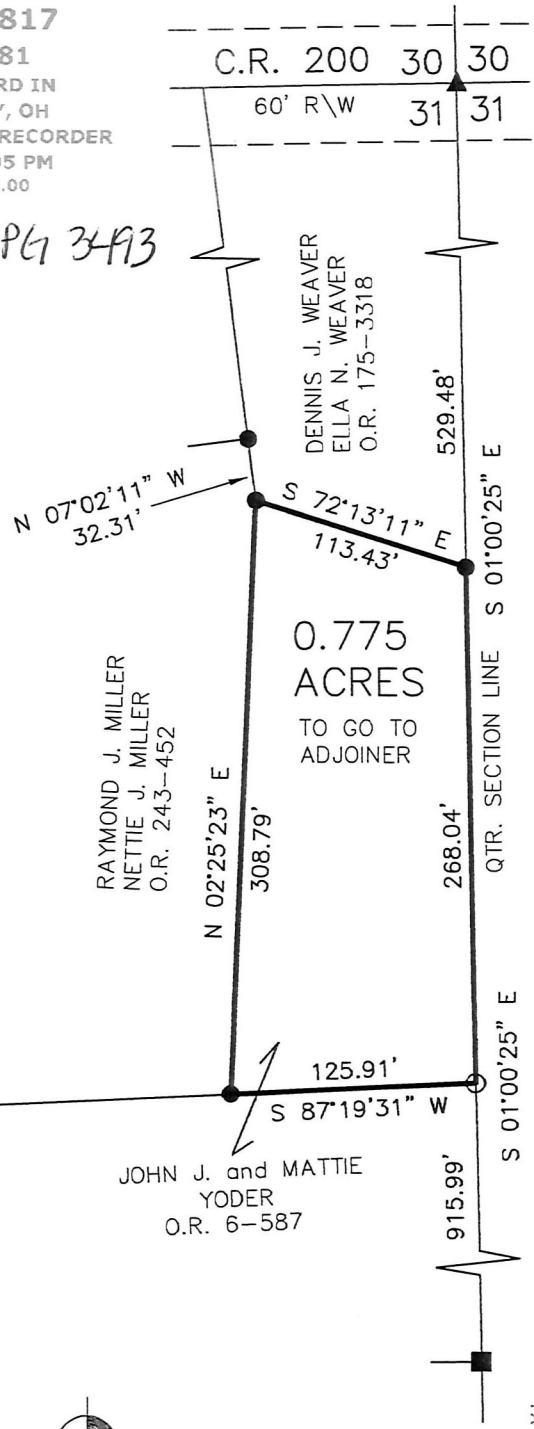 817
81
RD IN
Y, OH
RECORDER
05 PM
.00
PG 3493
C.R. 200
60' R\W
30 30
31 31
DENNIS J. WEAVER
ELLA N. WEAVER
O.R. 175-3318
529.48'
S 01°00'25" E
N 07°02'11" W
32.31'
S 72°13'11" E
113.43'
0.775
ACRES
TO GO TO
ADJOINER
RAYMOND J. MILLER
NETTIE J. MILLER
O.R. 243-452
N 02°25'23" E
308.79'
268.04'
QTR. SECTION LINE
125.91'
S 87°19'31" W
S 01°00'25" E
915.99'
JOHN J. and MATTIE
YODER
O.R. 6-587